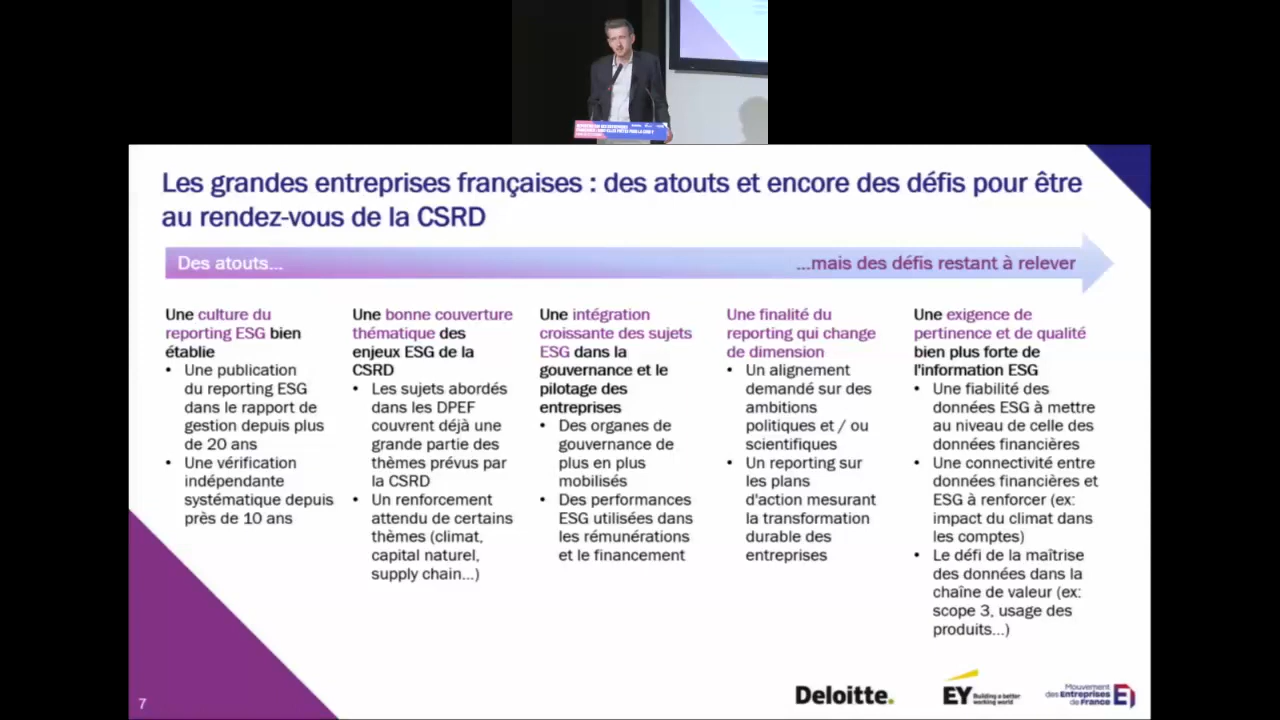 Les grandes entreprises françaises : des atouts et encore des défis pour être
au rendez-vous de la CSRD
Des atouts...
...mais des défis restant à relever
Une culture du
reporting ESG bien
établie
• Une publication
du reporting ESG
dans le rapport de
gestion depuis plus
de 20 ans
• Une vérification
indépendante
systématique depuis
près de 10 ans
Une bonne couverture
thématique des
enjeux ESG de la
CSRD
• Les sujets abordés
dans les DPEF
couvrent déjà une
grande partie des
thèmes prévus par
la CSRD
• Un renforcement
attendu de certains
thèmes (climat,
capital naturel,
supply chain...)
Une intégration
croissante des sujets
ESG dans la
gouvernance et le
pilotage des
entreprises
• Des organes de
gouvernance de
plus en plus
mobilisés
• Des performances
ESG utilisées dans
les rémunérations
et le financement
Une finalité du
reporting qui change
de dimension
• Un alignement
demandé sur des
ambitions
politiques et / ou
scientifiques
• Un reporting sur
les plans
d'action mesurant
la transformation
durable des
entreprises
Une exigence de
pertinence et de qualité
bien plus forte de
l'information ESG
• Une fiabilité des
données ESG à mettre
au niveau de celle des
données financières
• Une connectivité entre
données financières et
ESG à renforcer (ex:
impact du climat dans
les comptes)
• Le défi de la maîtrise
des données dans la
chaîne de valeur (ex:
scope 3, usage des
produits...)
7
Deloitte.
EY
Building a better
working world
Mouvement
des Entreprises
de France